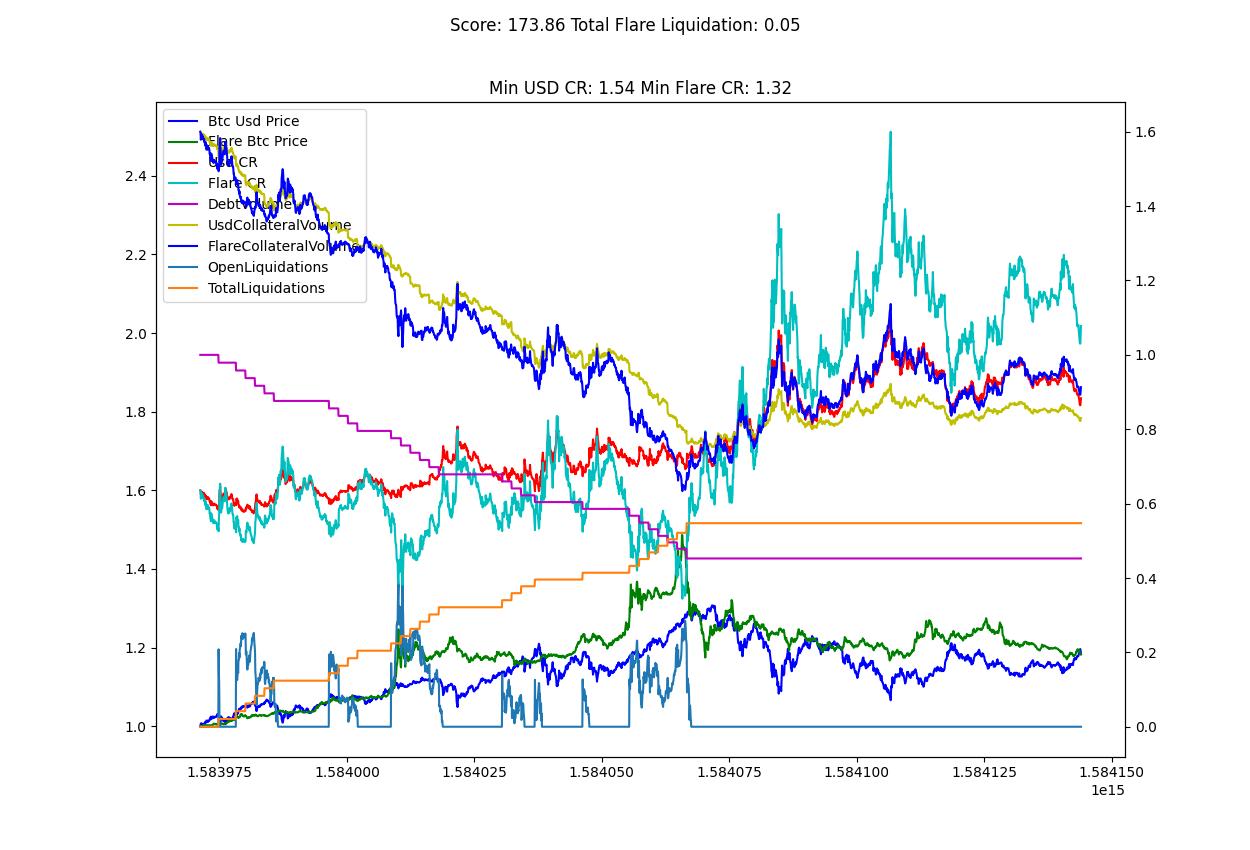 Score: 173.86 Total Flare Liquidation: 0.05
Min USD CR: 1.54 Min Flare CR: 1.32
Btc Usd Price
Flare Btc Price
Usd CR
Flare CR
DebtVolume
UsdCollateralVolume
FlareCollateralVolume
OpenLiquidations
TotalLiquidations
2.4
2.2
2.0
1.8
1.6
1.4
1.2
1.0
1.6
1.4
1.2
1.0
0.8
0.6
0.4
0.2
0.0
1.583975
1.584000
1.584025
1.584050
1.584075
1.584100
1.584125
1.584150
1e15